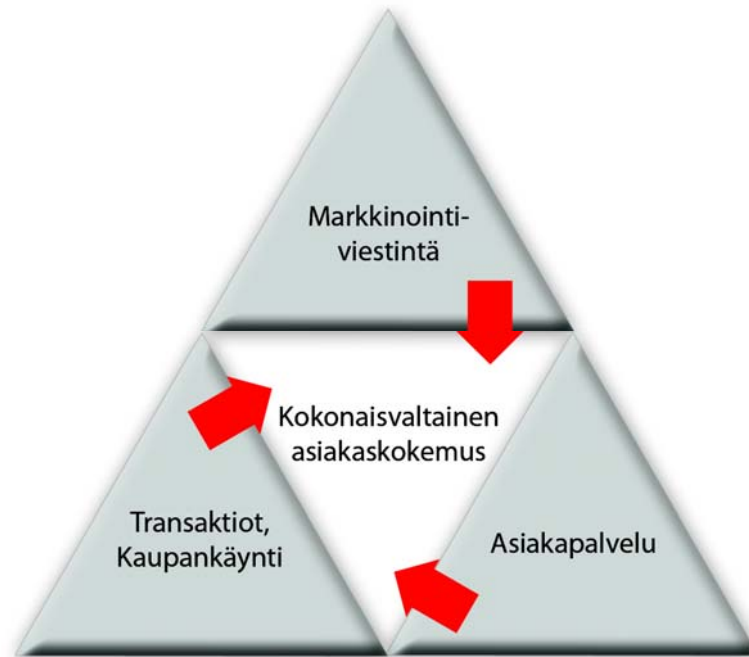 Markkinointi-
viestintä
Kokonaisvaltainen
asiakaskokemus
Transaktiot,
Kaupankäynti
Asiakapalvelu